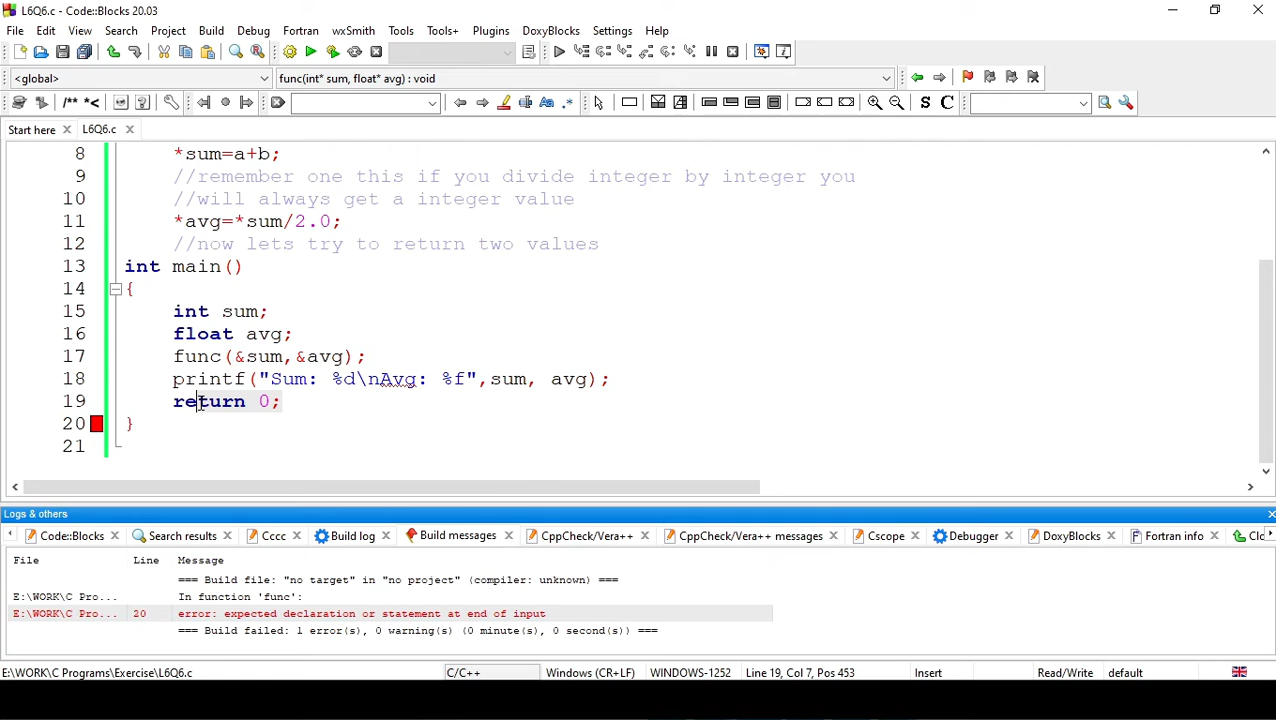 L6Q6.c - Code::Blocks 20.03
File Edit View Search Project Build Debug Fortran wxSmith Tools Tools+ Plugins DoxyBlocks Settings Help
<global> func(int* sum, float* avg) : void
/** *< S C
Start here L6Q6.c
8 *sum=a+b;
9 //remember one this if you divide integer by integer you
10 //will always get a integer value
11 *avg=*sum/2.0;
12 //now lets try to return two values
13 int main()
14 {
15 int sum;
16 float avg;
17 func(&sum,&avg);
18 printf("Sum: %d\nAvg: %f",sum, avg);
19 return 0;
20 }
21
Logs & others
Code::Blocks Search results Cccc Build log Build messages CppCheck/Vera++ CppCheck/Vera++ messages Cscope Debugger DoxyBlocks Fortran info Clo
File Line Message
=== Build file: "no target" in "no project" (compiler: unknown) ===
E:\WORK\C Pro... In function 'func':
E:\WORK\C Pro... 20 error: expected declaration or statement at end of input
=== Build failed: 1 error(s), 0 warning(s) (0 minute(s), 0 second(s)) ===
E:\WORK\C Programs\Exercise\L6Q6.c C/C++ Windows (CR+LF) WINDOWS-1252 Line 19, Col 7, Pos 453 Insert Read/Write default